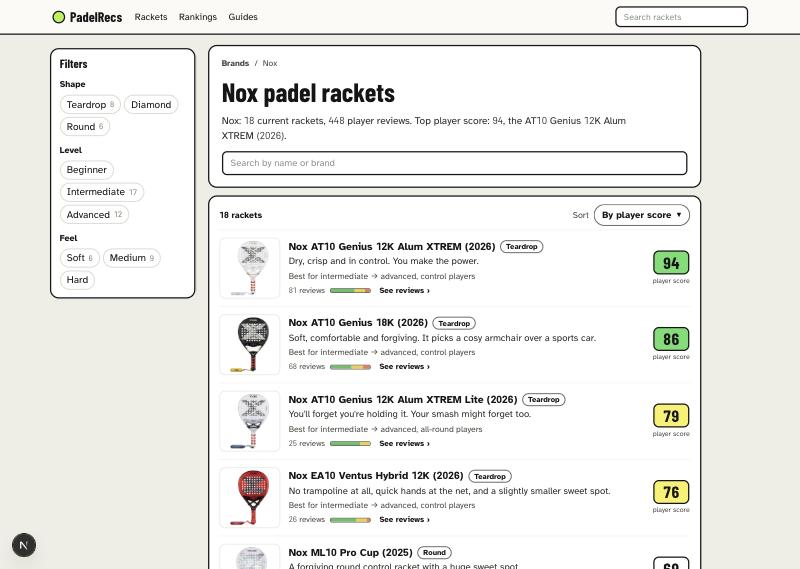 PadelRecs
Rackets Rankings Guides
Search rackets
Filters
Shape
Teardrop 8 Diamond
Round 6
Level
Beginner
Intermediate 17
Advanced 12
Feel
Soft 6 Medium 9
Hard
Brands / Nox
Nox padel rackets
Nox: 18 current rackets, 448 player reviews. Top player score: 94, the AT10 Genius 12K Alum
XTREM (2026).
Search by name or brand
18 rackets
Sort By player score ▾
Nox AT10 Genius 12K Alum XTREM (2026) Teardrop
Dry, crisp and in control. You make the power.
Best for intermediate → advanced, control players
81 reviews See reviews ›
94
player score
Nox AT10 Genius 18K (2026) Teardrop
Soft, comfortable and forgiving. It picks a cosy armchair over a sports car.
Best for intermediate → advanced, control players
68 reviews See reviews ›
86
player score
Nox AT10 Genius 12K Alum XTREM Lite (2026) Teardrop
You'll forget you're holding it. Your smash might forget too.
Best for intermediate → advanced, all-round players
25 reviews See reviews ›
79
player score
Nox EA10 Ventus Hybrid 12K (2026) Teardrop
No trampoline at all, quick hands at the net, and a slightly smaller sweet spot.
Best for intermediate → advanced, control players
26 reviews See reviews ›
76
player score
Nox ML10 Pro Cup (2025) Round
A forgiving round control racket with a huge sweet spot.
69
N